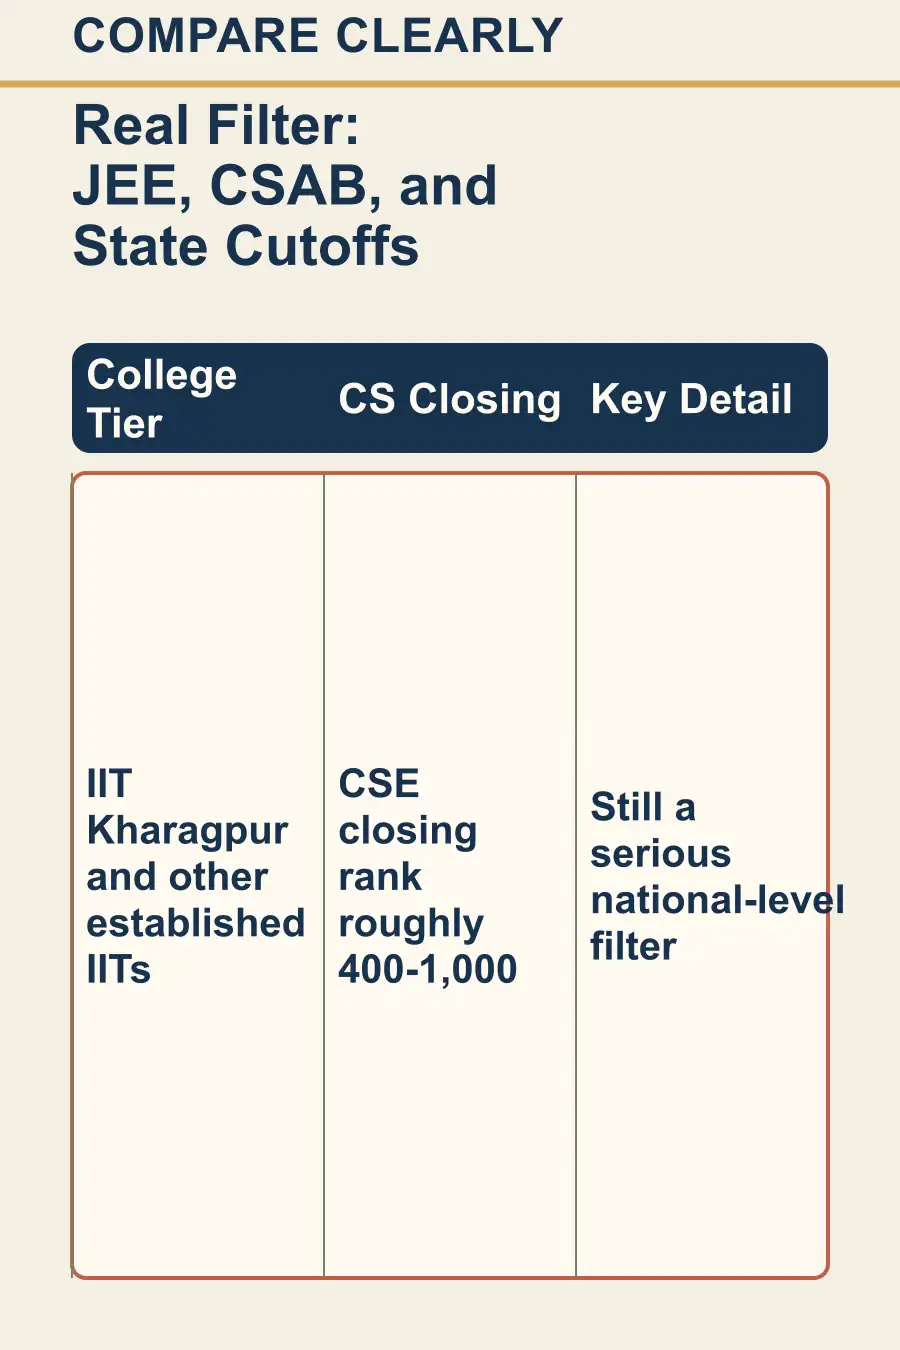 COMPARE CLEARLY
Real Filter:
JEE, CSAB, and
State Cutoffs
College
Tier
CS Closing
Key Detail
IIT
Kharagpur
and other
established
IITs
CSE
closing
rank
roughly
400-1,000
Still a
serious
national-level
filter